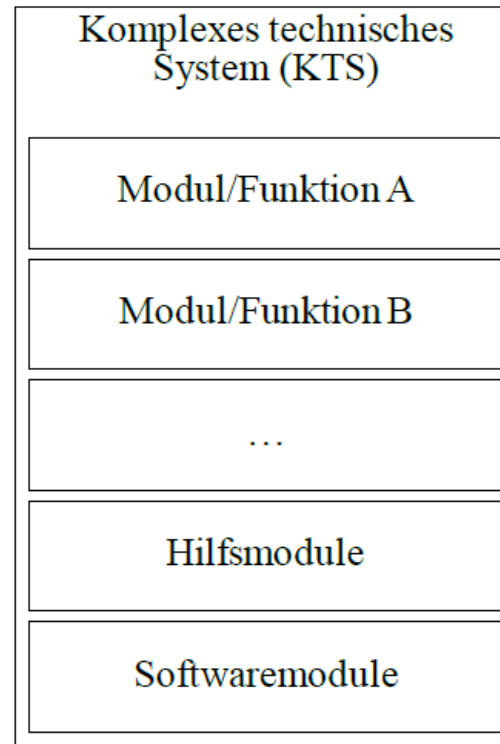 Komplexes technisches
System (KTS)
Modul/Funktion A
Modul/Funktion B
…
Hilfsmodule
Softwaremodule